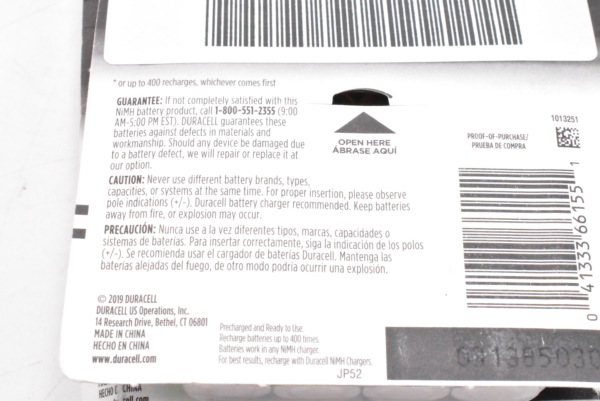 * or up to 400 recharges, whichever comes first
GUARANTEE: If not completely satisfied with this
NiMH battery product, call 1-800-551-2355 (9:00
AM-5:00 PM EST). DURACELL guarantees these
batteries against defects in materials and
workmanship. Should any device be damaged due
to a battery defect, we will repair or replace it at
our option.
OPEN HERE
ÁBRASE AQUÍ
1013251
PROOF-OF-PURCHASE/
PRUEBA DE COMPRA
CAUTION: Never use different battery brands, types,
capacities, or systems at the same time. For proper insertion, please observe
pole indications (+/-). Duracell battery charger recommended. Keep batteries
away from fire, or explosion may occur.
PRECAUCIÓN: Nunca use a la vez diferentes tipos, marcas, capacidades o
sistemas de baterías. Para insertar correctamente, siga la indicación de los polos
(+/-). Se recomienda usar el cargador de baterías Duracell. Mantenga las
baterías alejadas del fuego, de otro modo podría ocurrir una explosión.
0 41333 66155 1
© 2019 DURACELL
DURACELL US Operations, Inc.
14 Research Drive, Bethel, CT 06801
MADE IN CHINA
HECHO EN CHINA
www.duracell.com
Precharged and Ready to Use.
Recharge batteries up to 400 times.
Batteries work in any NiMH charger.
For best results, recharge with Duracell NiMH Chargers.
JP52
HECHO
CHINA